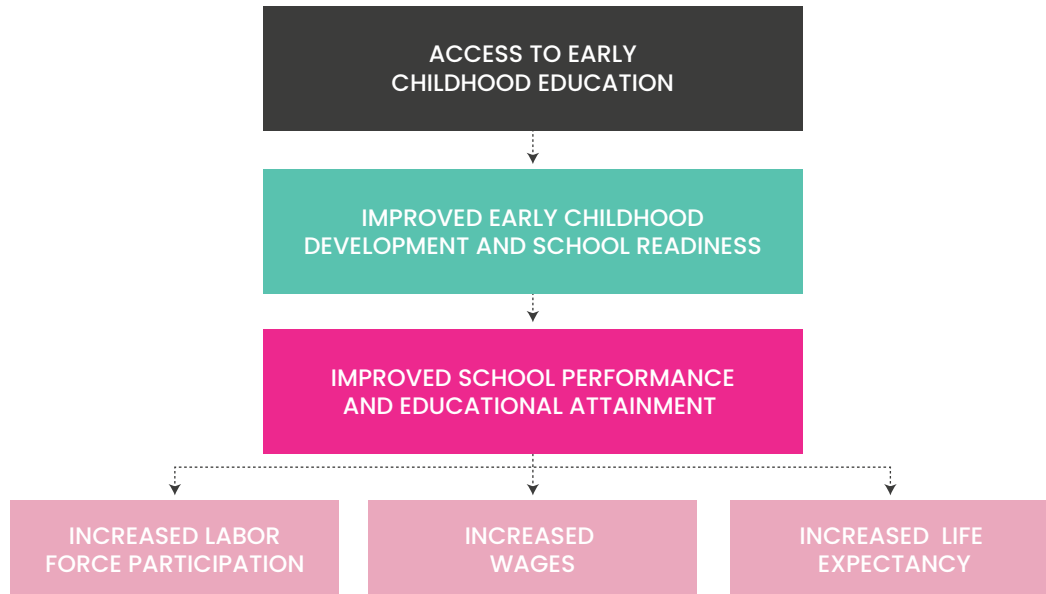 ACCESS TO EARLY
CHILDHOOD EDUCATION
IMPROVED EARLY CHILDHOOD
DEVELOPMENT AND SCHOOL READINESS
IMPROVED SCHOOL PERFORMANCE
AND EDUCATIONAL ATTAINMENT
INCREASED LABOR
FORCE PARTICIPATION
INCREASED
WAGES
INCREASED LIFE
EXPECTANCY